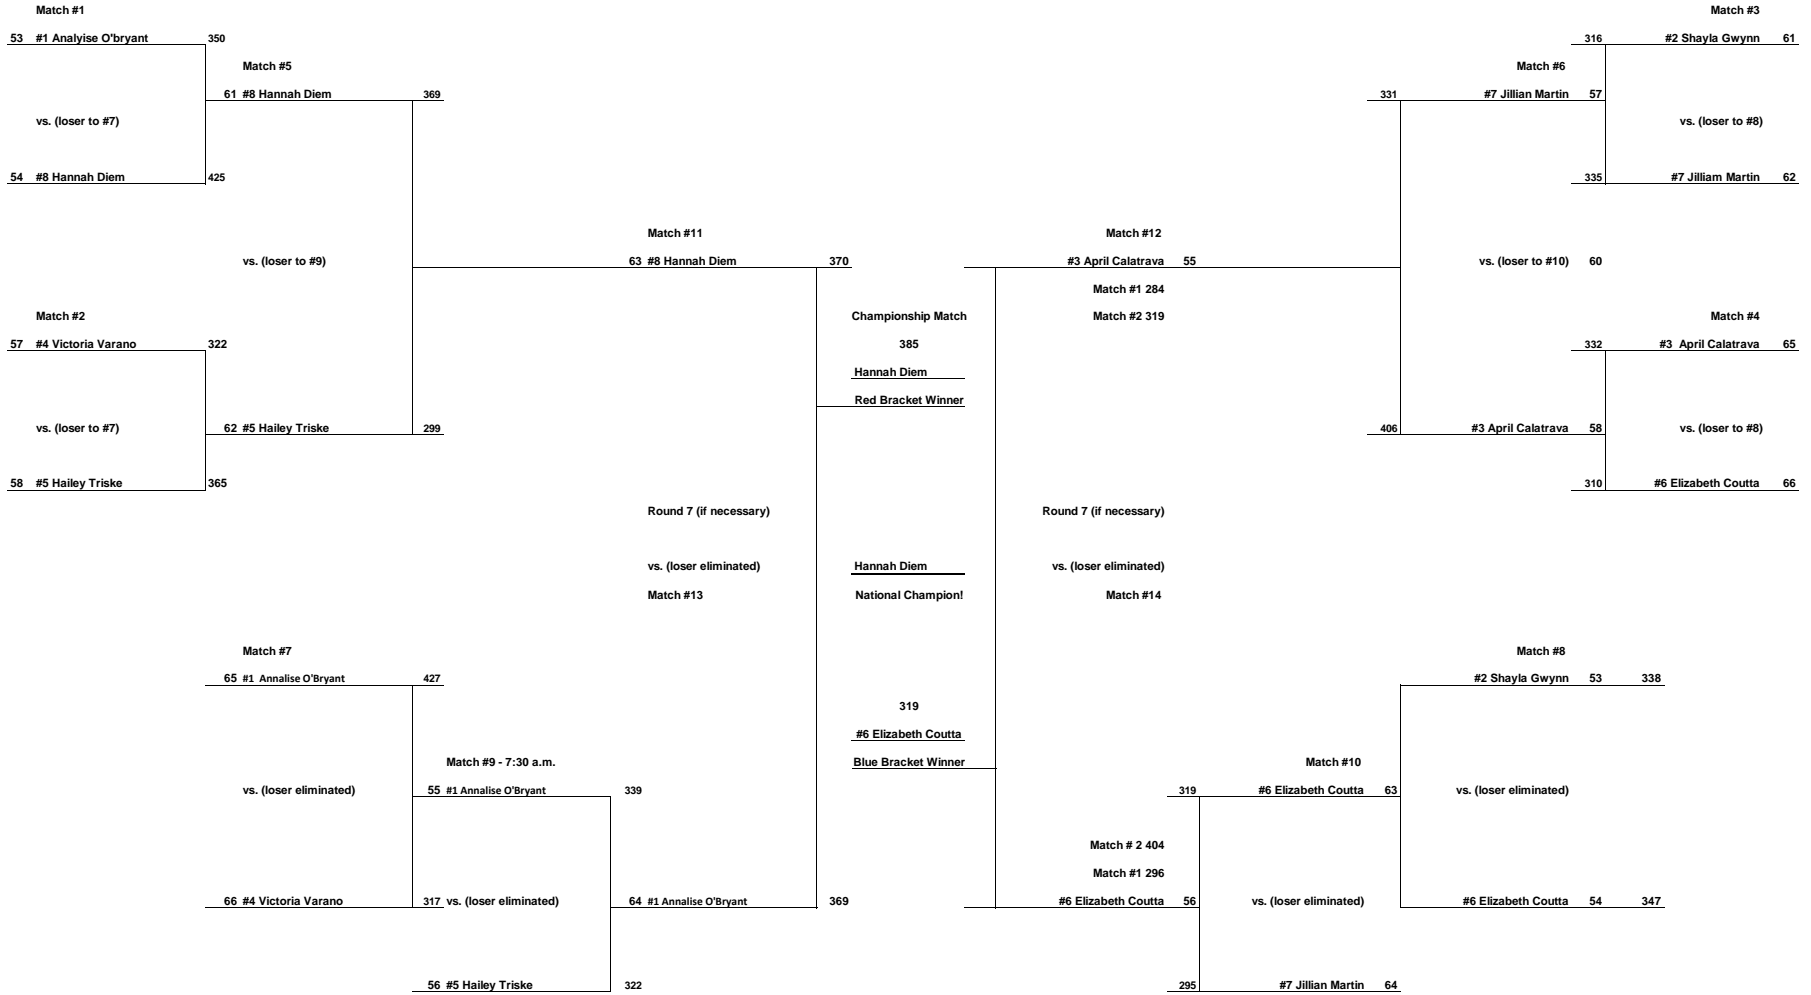 Match #1 Match #3
53 #1 Analyise O'bryant 350 316 #2 Shayla Gwynn 61
Match #5 Match #6
61 #8 Hannah Diem 369 331 #7 Jillian Martin 57
vs. (loser to #7) vs. (loser to #8)
54 #8 Hannah Diem 425 335 #7 Jilliam Martin 62
Match #11 Match #12
vs. (loser to #9) 63 #8 Hannah Diem 370 #3 April Calatrava 55 vs. (loser to #10) 60
Match #1 284
Match #2 Championship Match Match #2 319 Match #4
57 #4 Victoria Varano 322 385 332 #3 April Calatrava 65
Hannah Diem
Red Bracket Winner
vs. (loser to #7) 62 #5 Hailey Triske 299 406 #3 April Calatrava 58 vs. (loser to #8)
58 #5 Hailey Triske 365 310 #6 Elizabeth Coutta 66
Round 7 (if necessary) Round 7 (if necessary)
vs. (loser eliminated) Hannah Diem vs. (loser eliminated)
Match #13 National Champion! Match #14
Match #7 Match #8
65 #1 Annalise O'Bryant 427 #2 Shayla Gwynn 53 338
319
#6 Elizabeth Coutta
Match #9 - 7:30 a.m. Blue Bracket Winner Match #10
vs. (loser eliminated) 55 #1 Annalise O'Bryant 339 319 #6 Elizabeth Coutta 63 vs. (loser eliminated)
Match # 2 404
Match #1 296
66 #4 Victoria Varano 317 vs. (loser eliminated) 64 #1 Annalise O'Bryant 369 #6 Elizabeth Coutta 56 vs. (loser eliminated) #6 Elizabeth Coutta 54 347
56 #5 Hailey Triske 322 295 #7 Jillian Martin 64